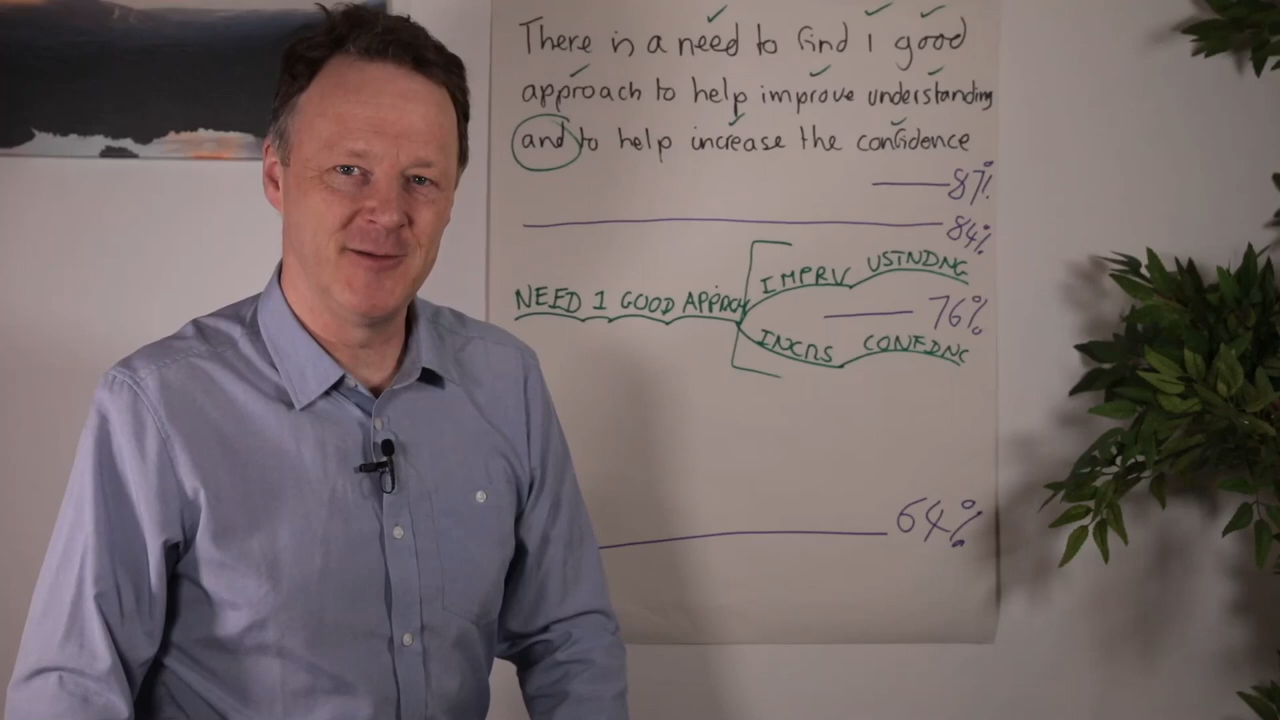 There is a need to find 1 good
approach to help improve understanding
and to help increase the confidence
87%
84%
IMPRV USTNDNG
NEED 1 GOOD APPROCH
76%
INCRS CONFDNC
64%